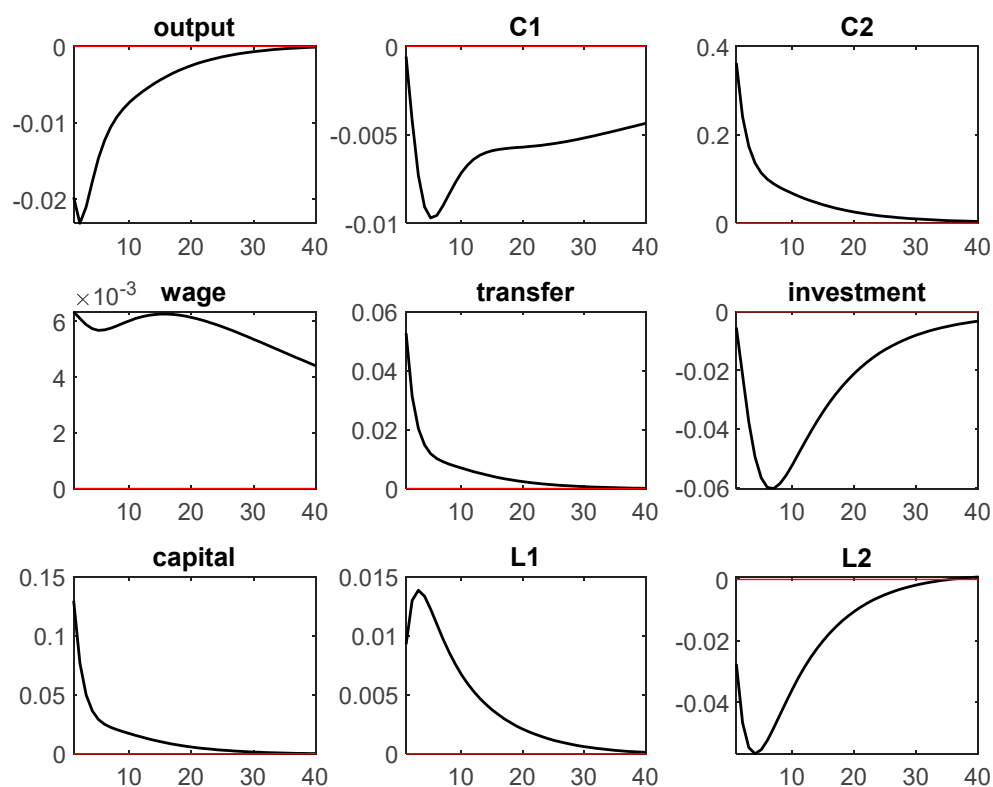 output
0
-0.01
-0.02
10 20 30 40
C1
0
-0.005
-0.01
10 20 30 40
C2
0.4
0.2
0
10 20 30 40
×10-3
wage
6
4
2
0
10 20 30 40
transfer
0.06
0.04
0.02
0
10 20 30 40
investment
0
-0.02
-0.04
-0.06
10 20 30 40
capital
0.15
0.1
0.05
0
10 20 30 40
L1
0.015
0.01
0.005
0
10 20 30 40
L2
0
-0.02
-0.04
10 20 30 40